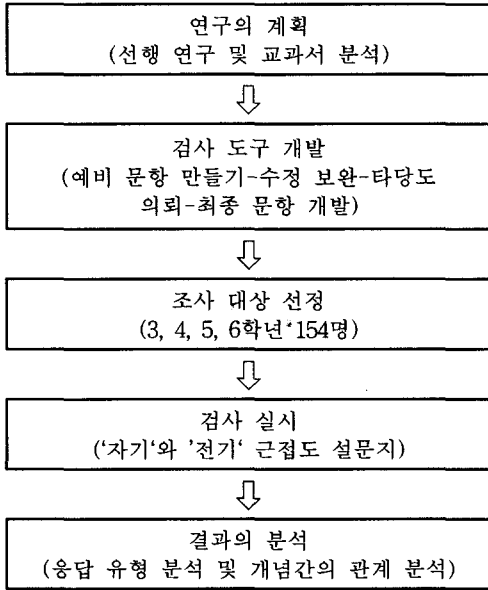 연구의 계획
(선행 연구 및 교과서 분석)
검사 도구 개발
(예비 문항 만들기-수정 보완-타당도
의뢰-최종 문항 개발)
조사 대상 선정
(3, 4, 5, 6학년 154명)
검사 실시
('자기'와 '전기' 근접도 설문지)
결과의 분석
(응답 유형 분석 및 개념간의 관계 분석)